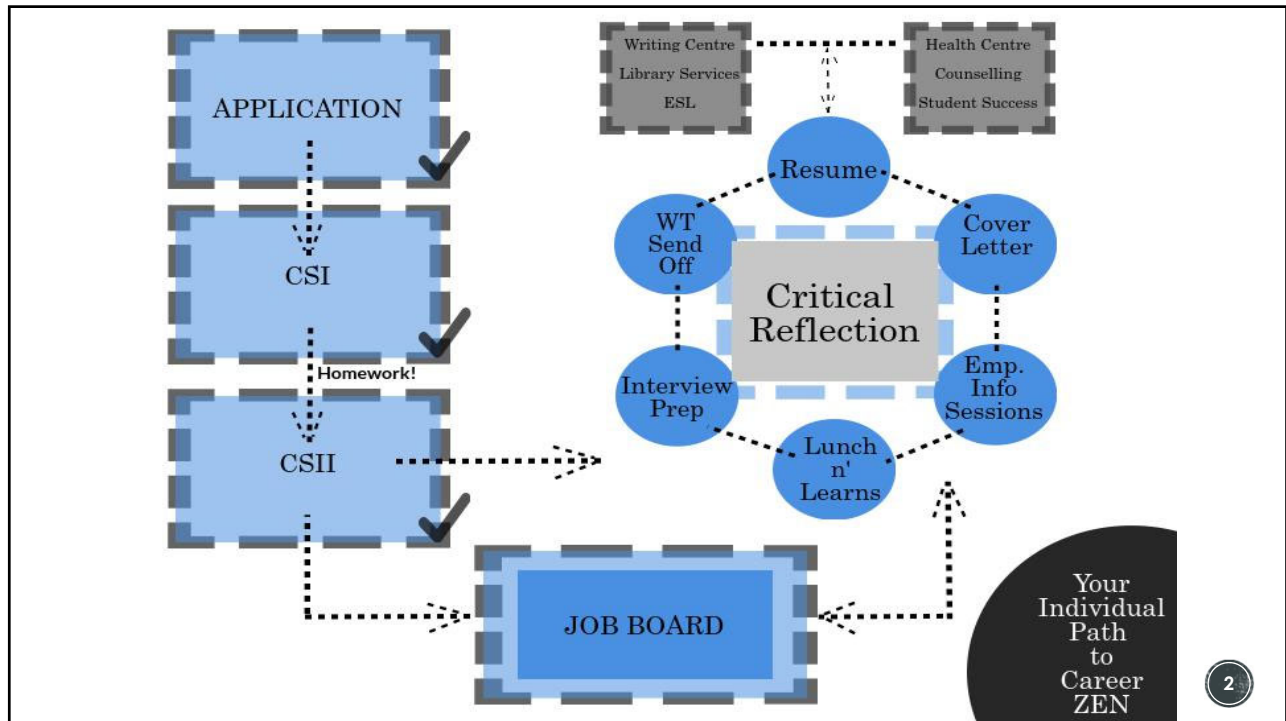 APPLICATION
CSI
Homework!
CSII
JOB BOARD
Writing Centre
Library Services
ESL
Health Centre
Counselling
Student Success
Resume
Cover
Letter
Emp.
Info
Sessions
Lunch
n'
Learns
Interview
Prep
WT
Send
Off
Critical
Reflection
Your
Individual
Path
to
Career
ZEN
2